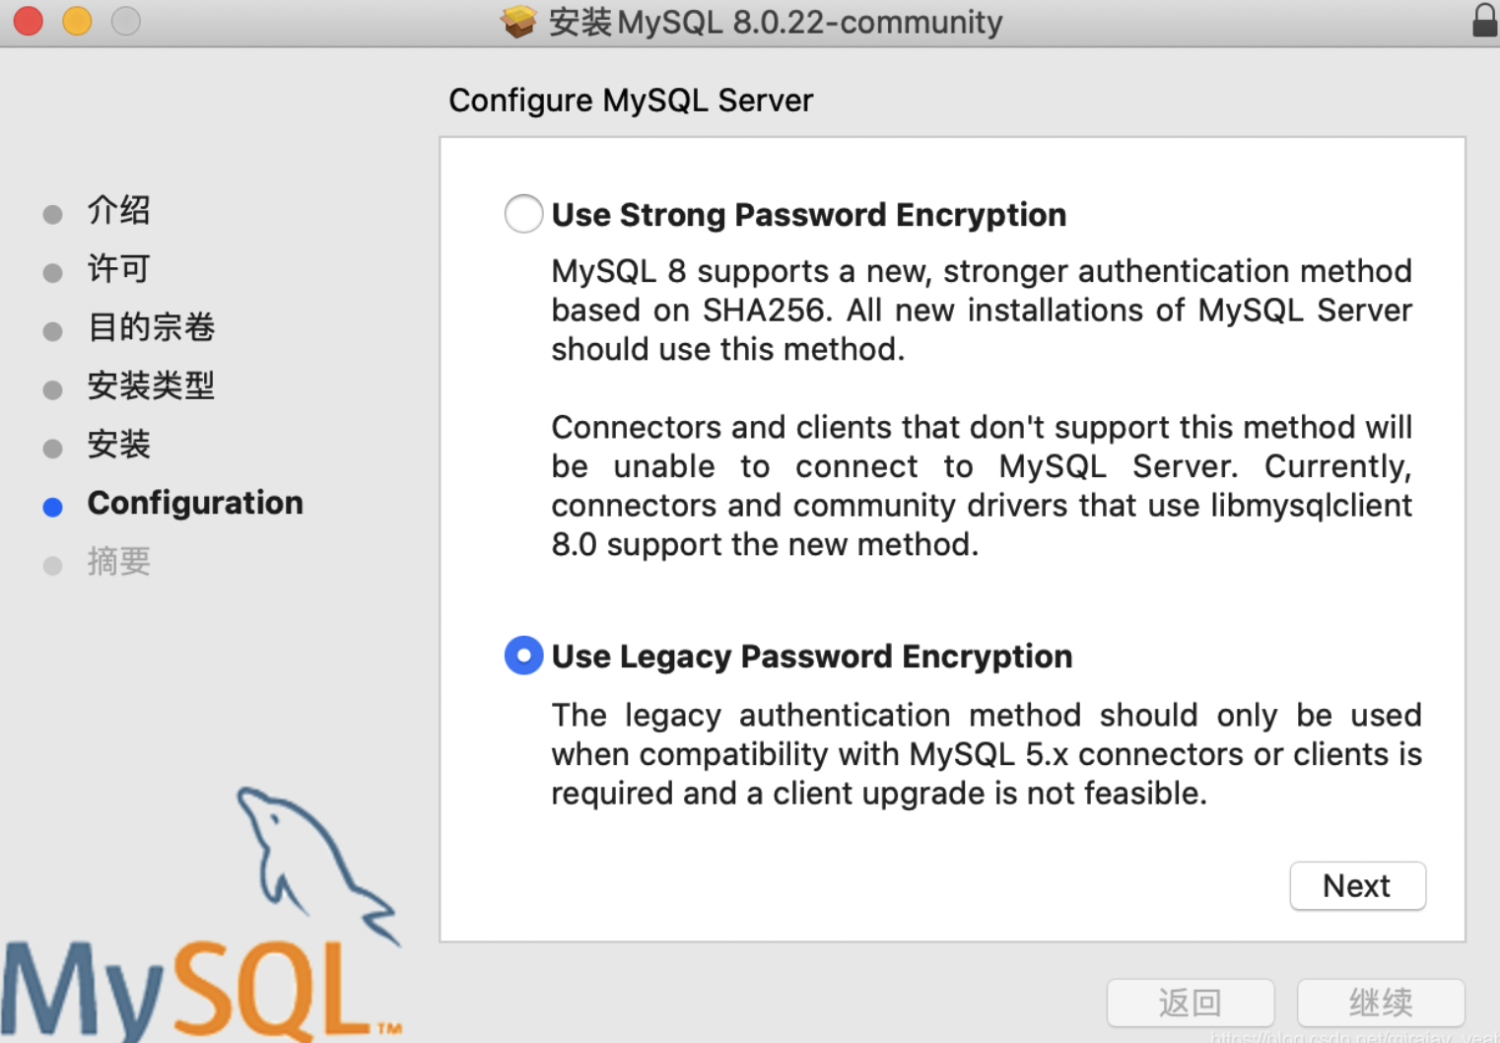 安装MySQL 8.0.22-community
Configure MySQL Server
介绍
许可
目的宗卷
安装类型
安装
Configuration
摘要
Use Strong Password Encryption
MySQL 8 supports a new, stronger authentication method
based on SHA256. All new installations of MySQL Server
should use this method.
Connectors and clients that don't support this method will
be unable to connect to MySQL Server. Currently,
connectors and community drivers that use libmysqlclient
8.0 support the new method.
Use Legacy Password Encryption
The legacy authentication method should only be used
when compatibility with MySQL 5.x connectors or clients is
required and a client upgrade is not feasible.
Next
MySQL™
返回
继续